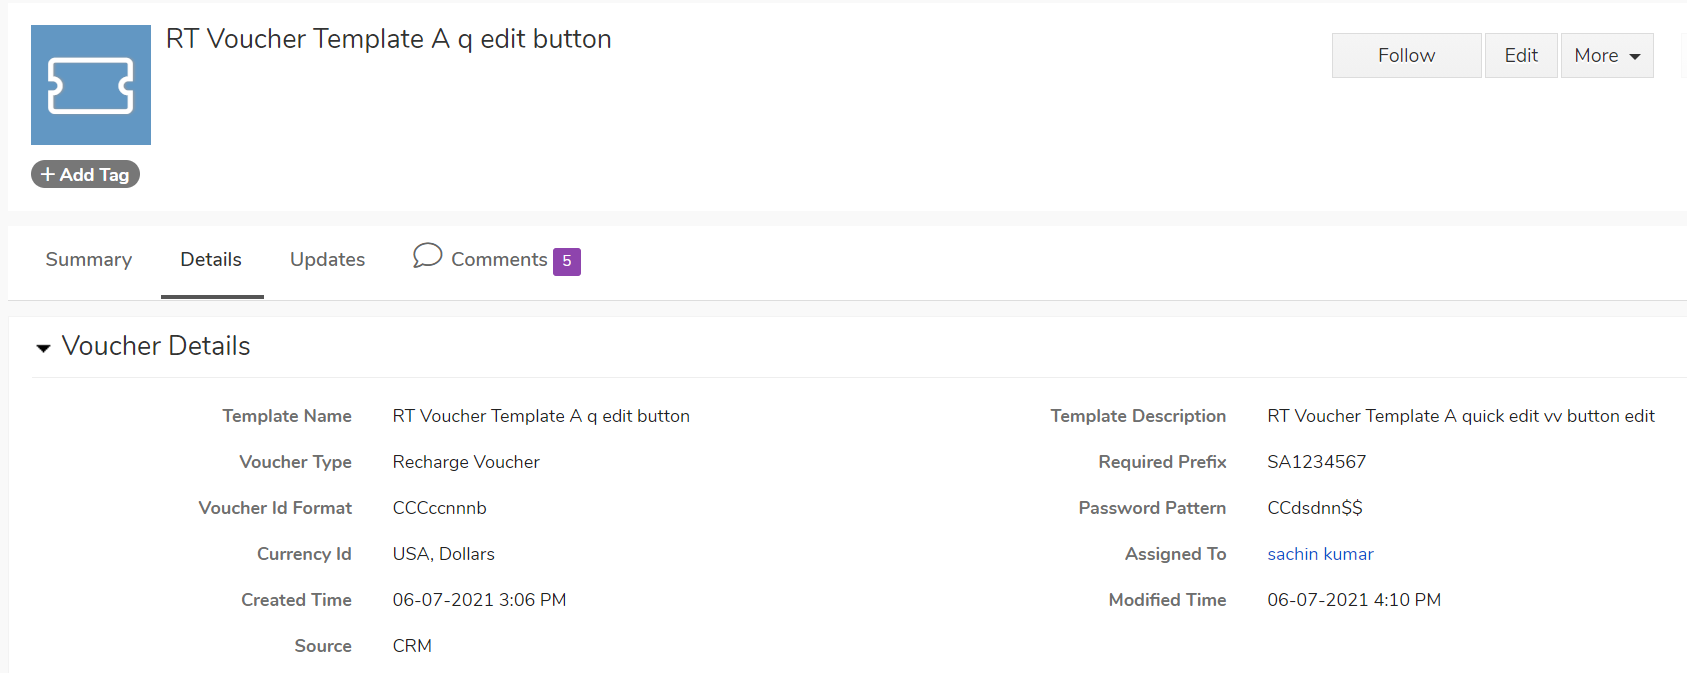 RT Voucher Template A q edit button
Follow
Edit
More
+ Add Tag
Summary
Details
Updates
Comments 5
Voucher Details
Template Name RT Voucher Template A q edit button
Template Description RT Voucher Template A quick edit vv button edit
Voucher Type Recharge Voucher
Required Prefix SA1234567
Voucher Id Format CCCccnnnb
Password Pattern CCdsdnn$$
Currency Id USA, Dollars
Assigned To sachin kumar
Created Time 06-07-2021 3:06 PM
Modified Time 06-07-2021 4:10 PM
Source CRM